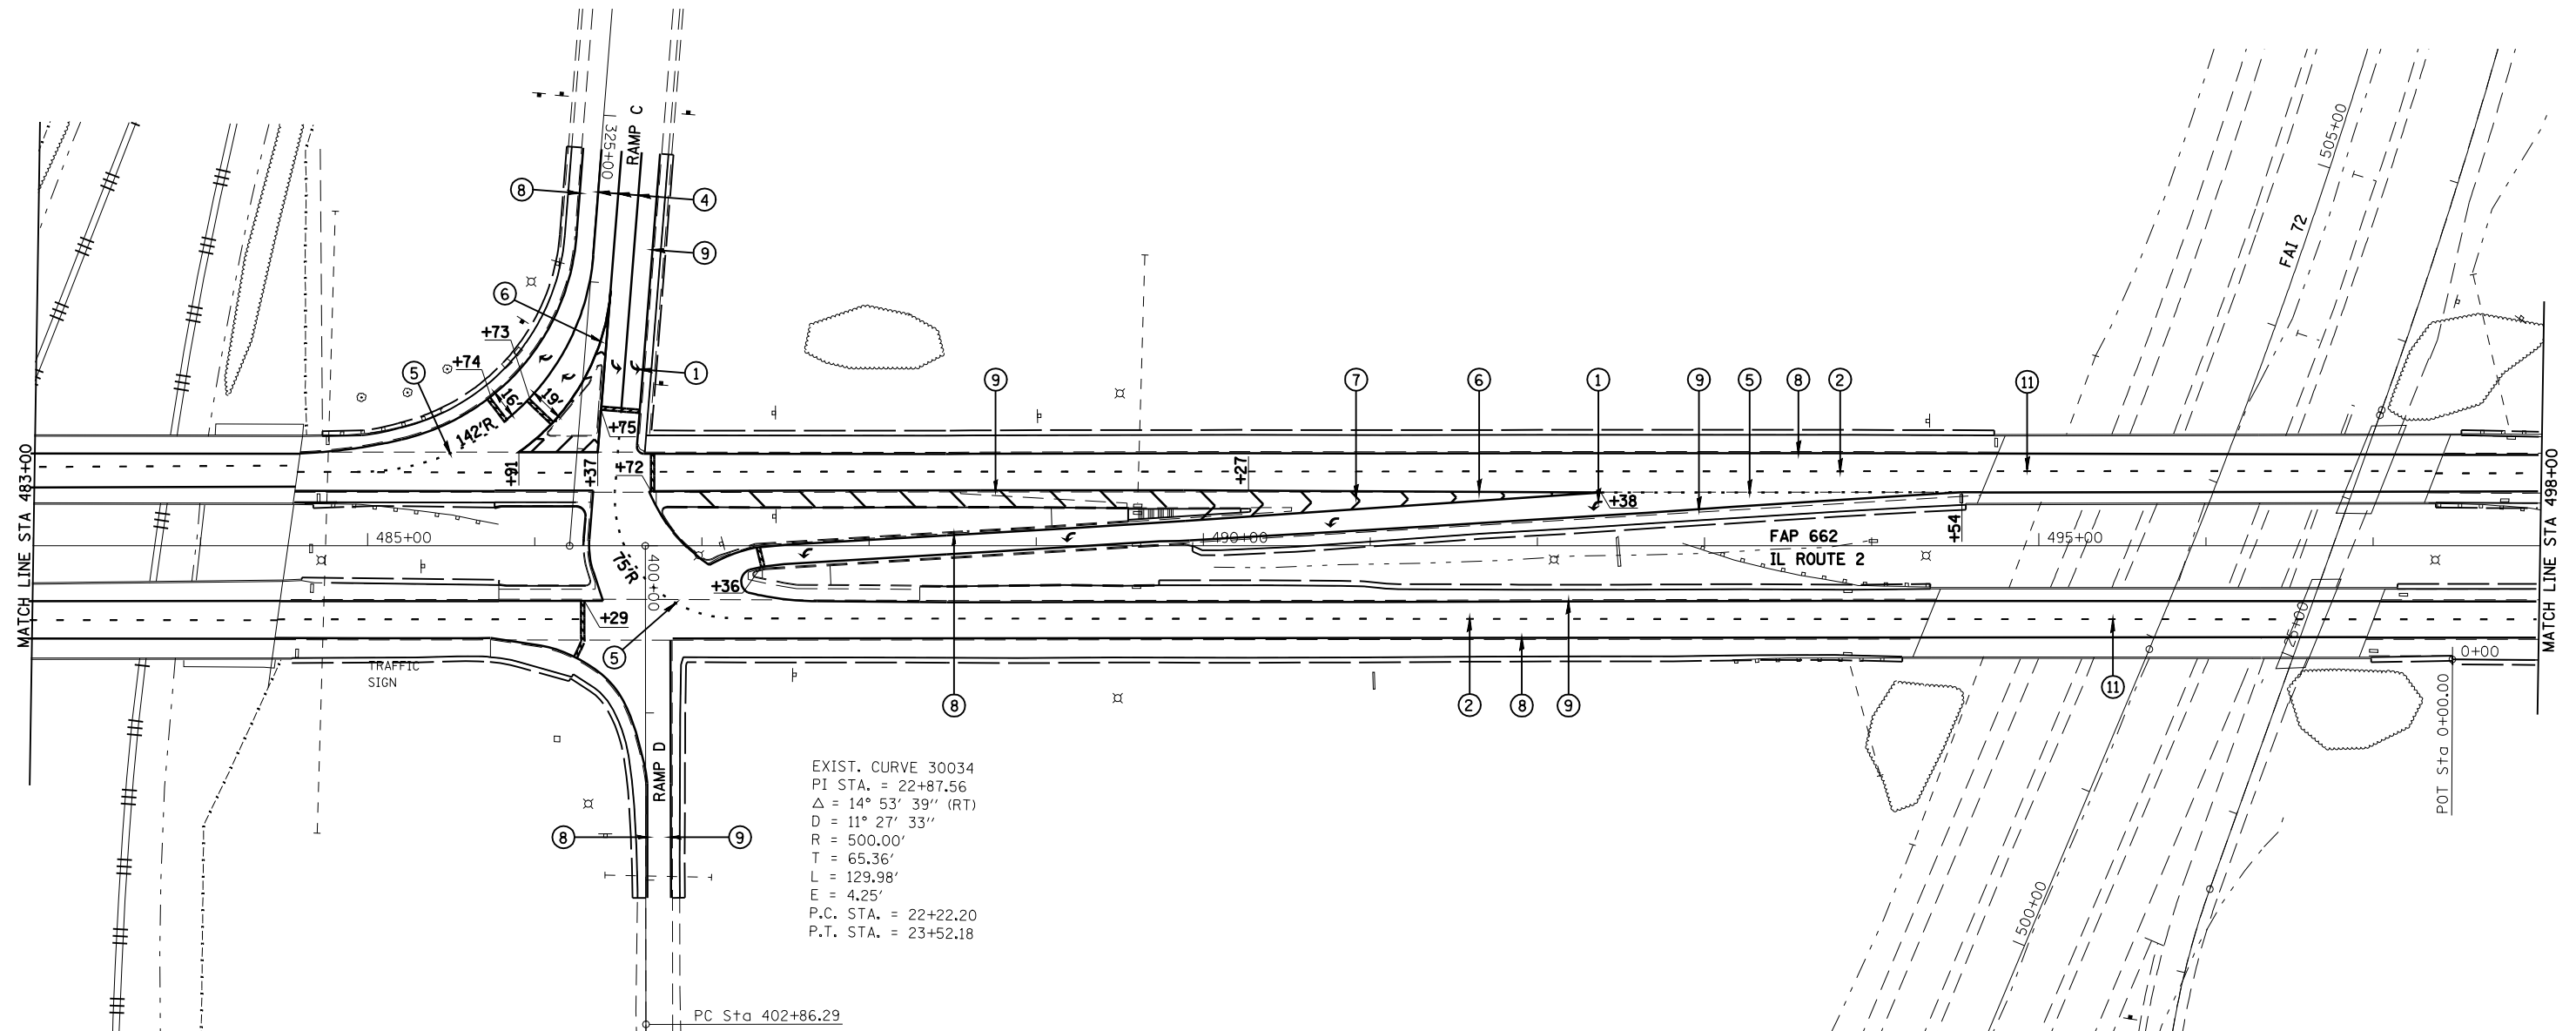 RAMP C
325+00
8
4
9
505+00
FAI 72
6
+73
+74
5
16'
19'
1
142'R
+75
9
7
6
1
9
5
8
2
11
+91
+37
+72
+27
+38
+54
MATCH LINE STA 483+00
MATCH LINE STA 498+00
485+00
490+00
495+00
FAP 662
IL ROUTE 2
75'R
400+00
+36
+29
5
TRAFFIC
SIGN
25+00
0+00
8
2
8
9
11
POT Sta 0+00.00
RAMP D
8
9
EXIST. CURVE 30034
PI STA. = 22+87.56
△ = 14° 53' 39'' (RT)
D = 11° 27' 33''
R = 500.00'
T = 65.36'
L = 129.98'
E = 4.25'
P.C. STA. = 22+22.20
P.T. STA. = 23+52.18
500+00
PC Sta 402+86.29